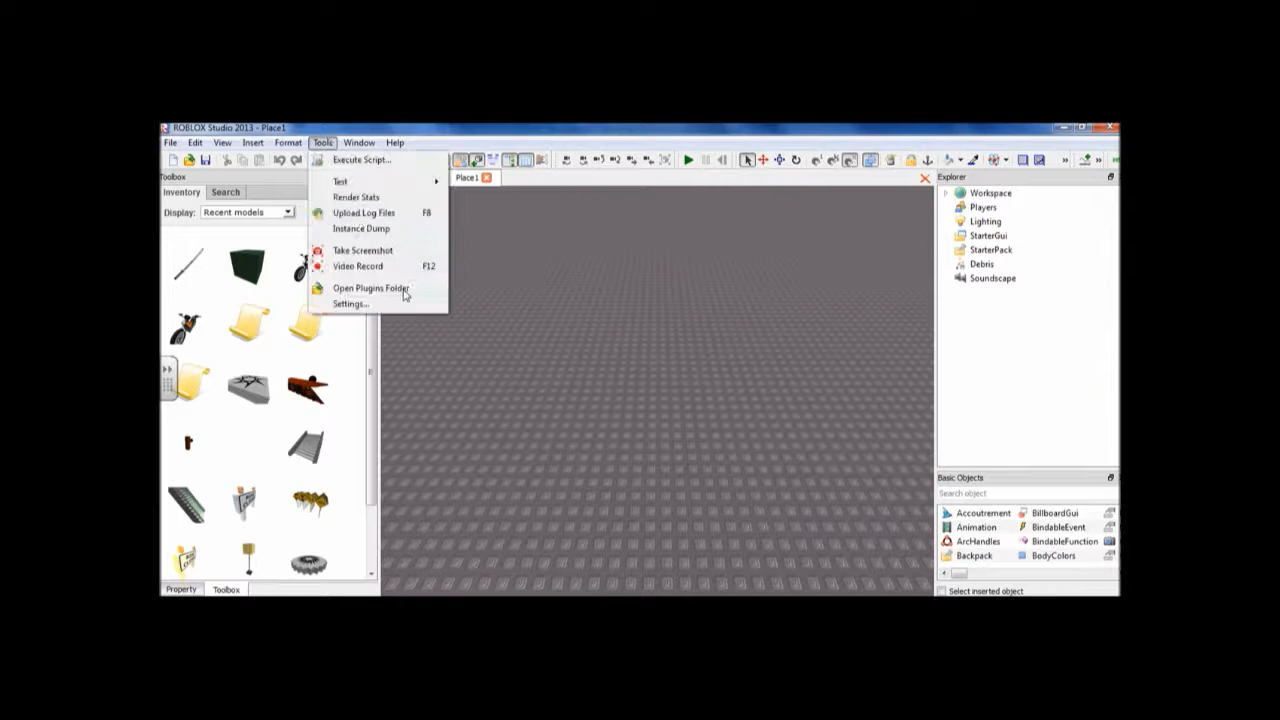 ROBLOX Studio 2013 - Place1
File Edit View Insert Format Tools Window Help
Toolbox
Inventory Search
Display: Recent models
Execute Script...
Test
Render Stats
Upload Log Files F8
Instance Dump
Take Screenshot
Video Record F12
Open Plugins Folder
Settings...
Place1
Explorer
Workspace
Players
Lighting
StarterGui
StarterPack
Debris
Soundscape
Basic Objects
Search object
Accoutrement BillboardGui
Animation BindableEvent
ArcHandles BindableFunction
Backpack BodyColors
Select inserted object
Property Toolbox